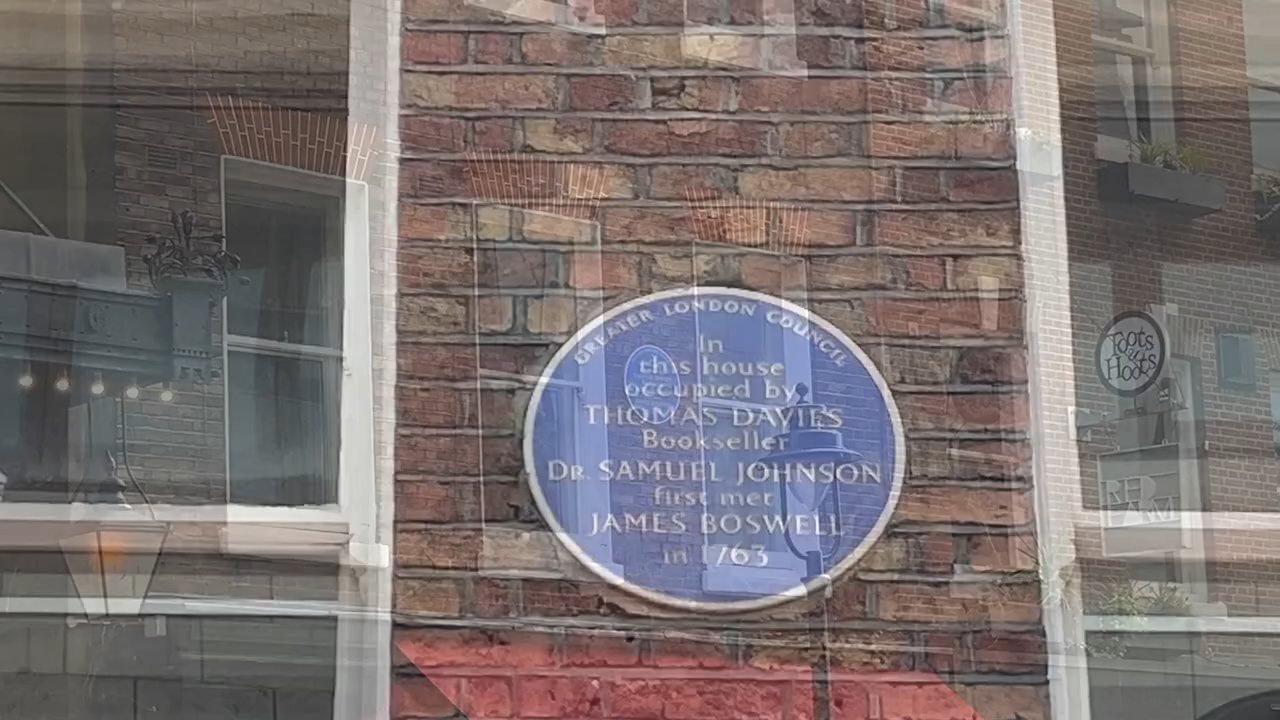 GREATER LONDON COUNCIL
In
this house
occupied by
THOMAS DAVIES
Bookseller
DR. SAMUEL JOHNSON
first met
JAMES BOSWELL
in 1763
Toots
&
Hoots